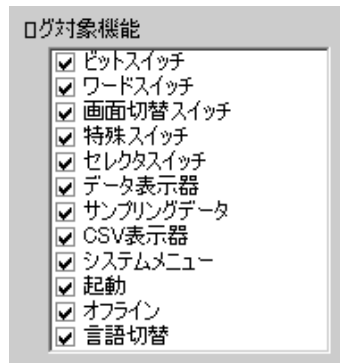 ログ対象機能
ビットスイッチ
ワードスイッチ
画面切替スイッチ
特殊スイッチ
セレクタスイッチ
データ表示器
サンプリングデータ
CSV表示器
システムメニュー
起動
オフライン
言語切替